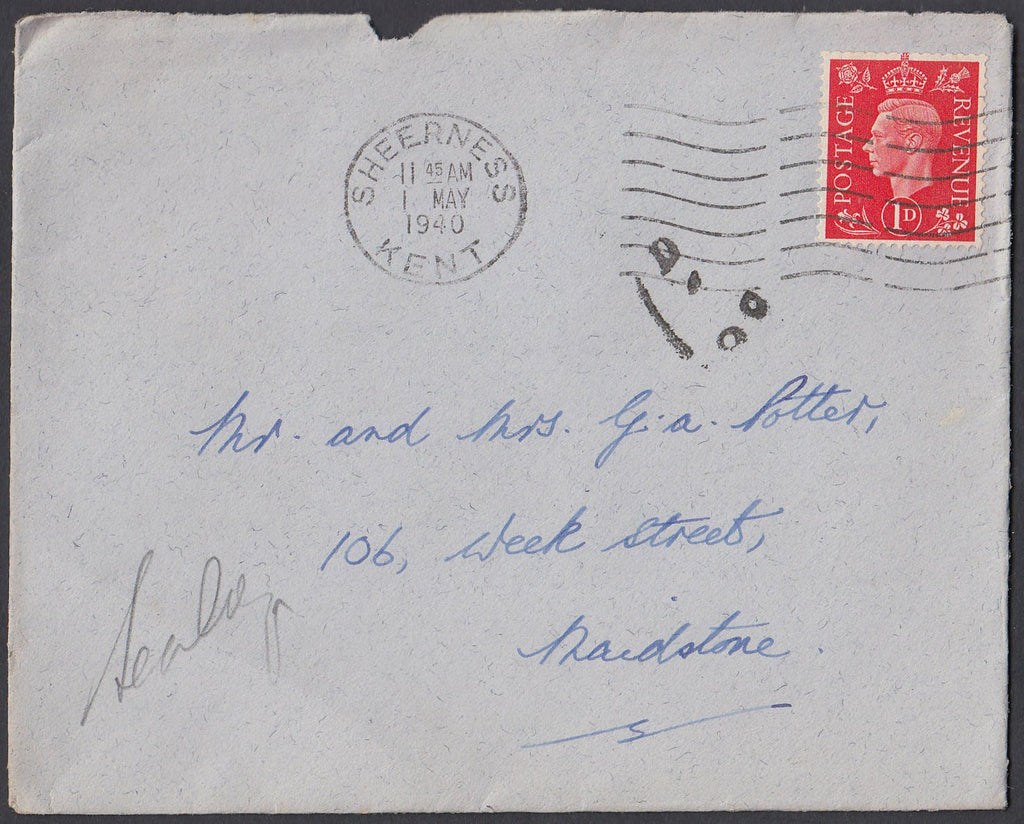 POSTAGE
REVENUE
1D
SHEERNESS
11 45 AM
1 MAY
1940
KENT
Mr. and Mrs. G. a. Potter,
106, Week Street,
Maidstone.